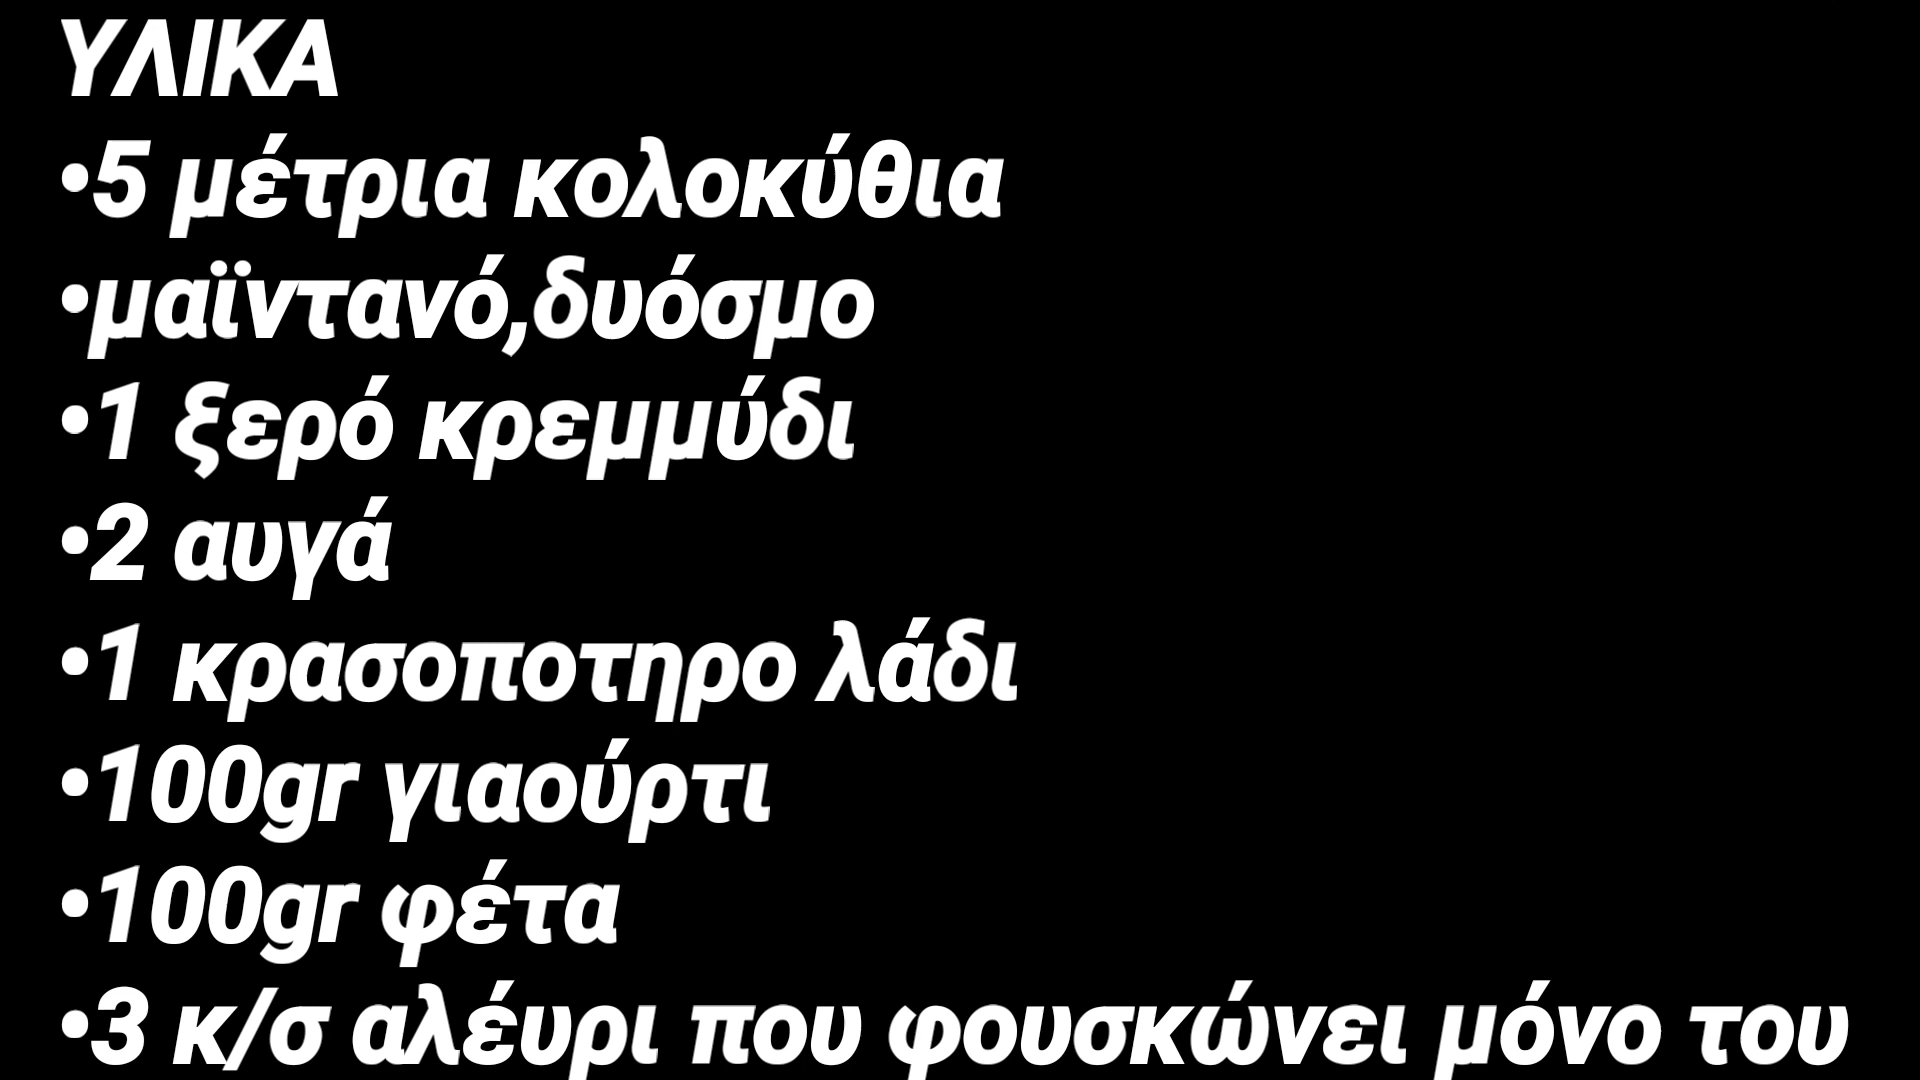 ΥΛΙΚΑ
•5 μέτρια κολοκύθια
•μαϊντανό,δυόσμο
•1 ξερό κρεμμύδι
•2 αυγά
•1 κρασοποτηρο λάδι
•100gr γιαούρτι
•100gr φέτα
•3 κ/σ αλέυρι που φουσκώνει μόνο του